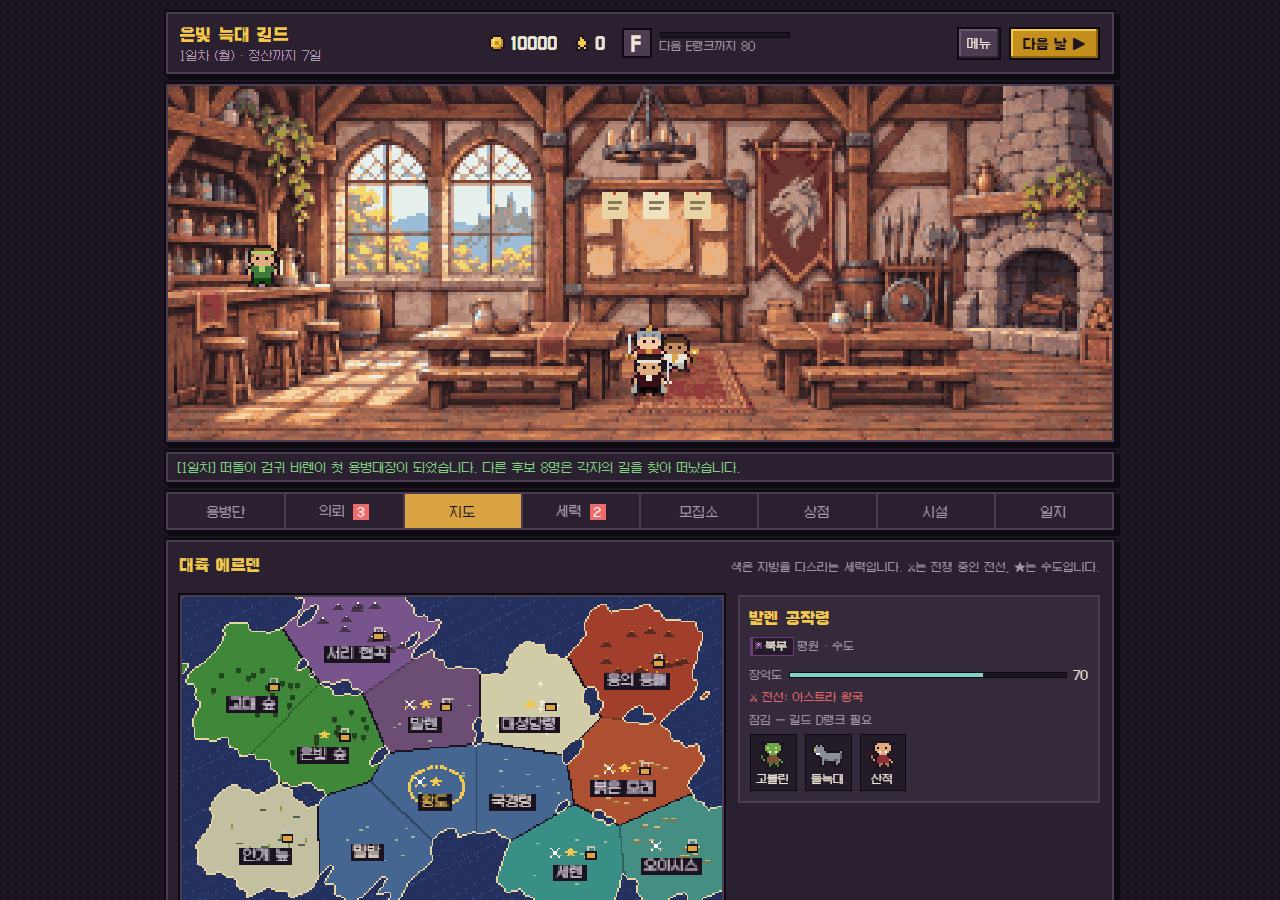 은빛 늑대 길드
1일차 (월) · 정산까지 7일
10000
0
F
다음 E랭크까지 80
메뉴
다음 날 ▶
[1일차] 떠돌이 검귀 바렌이 첫 용병대장이 되었습니다. 다른 후보 8명은 각자의 길을 찾아 떠났습니다.
용병단
의뢰 3
지도
세력 2
모집소
상점
시설
일지
대륙 에르덴
색은 지방을 다스리는 세력입니다. ⚔는 전쟁 중인 전선, ★는 수도입니다.
서리 협곡
고대 숲
은빛 숲
발렌
대성당령
용의 등뼈
왕도
국경령
붉은 모래
안개 늪
밀밭
세렌
오아시스
발렌 공작령
북부 평원 · 수도
장악도 70
⚔ 전선: 아스트라 왕국
잠김 — 길드 D랭크 필요
고블린
들늑대
산적